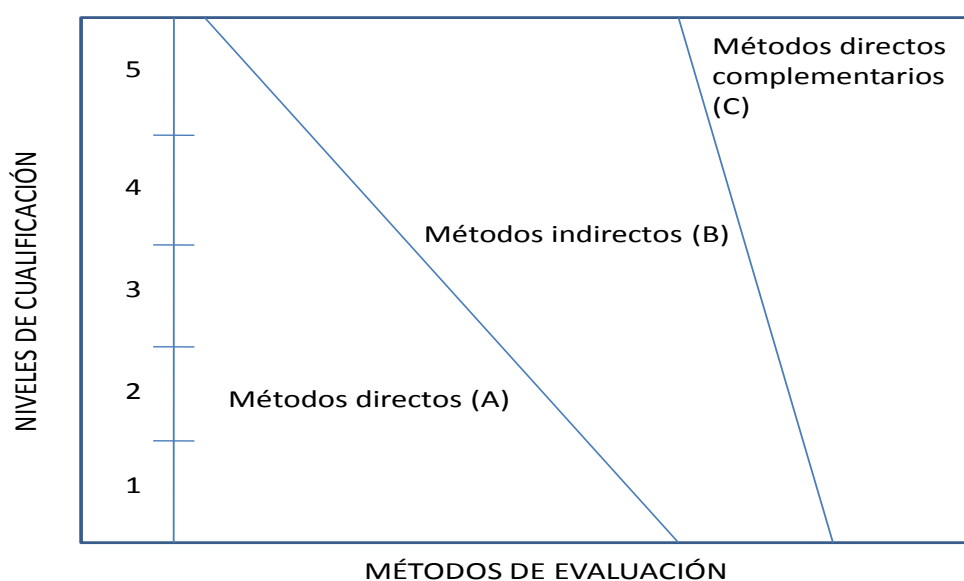 Métodos directos
complementarios
(C)
5
4
Métodos indirectos (B)
3
2
Métodos directos (A)
1
NIVELES DE CUALIFICACIÓN
MÉTODOS DE EVALUACIÓN